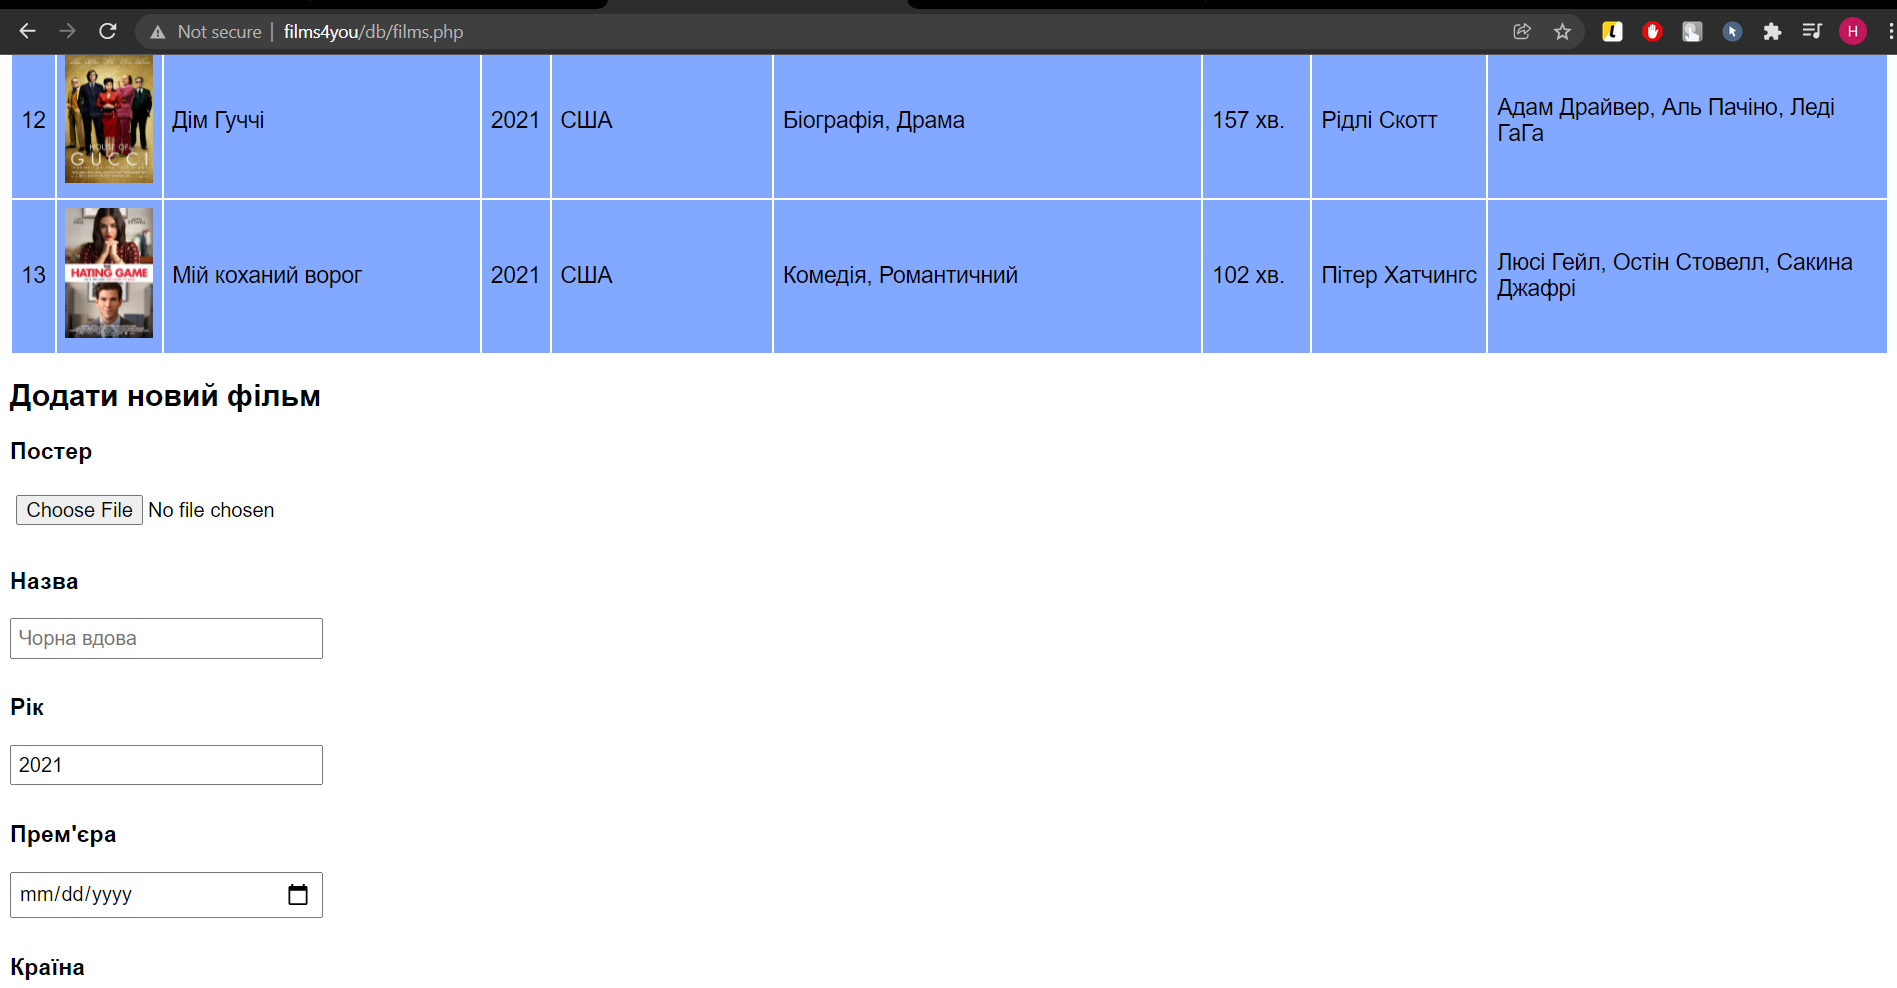 Not secure films4you/db/films.php
H
12 HOUSE OF GUCCI Дім Гуччі 2021 США Біографія, Драма 157 хв. Рідлі Скотт Адам Драйвер, Аль Пачіно, Леді
ГаГа
13 THE HATING GAME Мій коханий ворог 2021 США Комедія, Романтичний 102 хв. Пітер Хатчингс Люсі Гейл, Остін Стовелл, Сакина
Джафрі
Додати новий фільм
Постер
Choose File No file chosen
Назва
Чорна вдова
Рік
2021
Прем'єра
mm/dd/yyyy
Країна